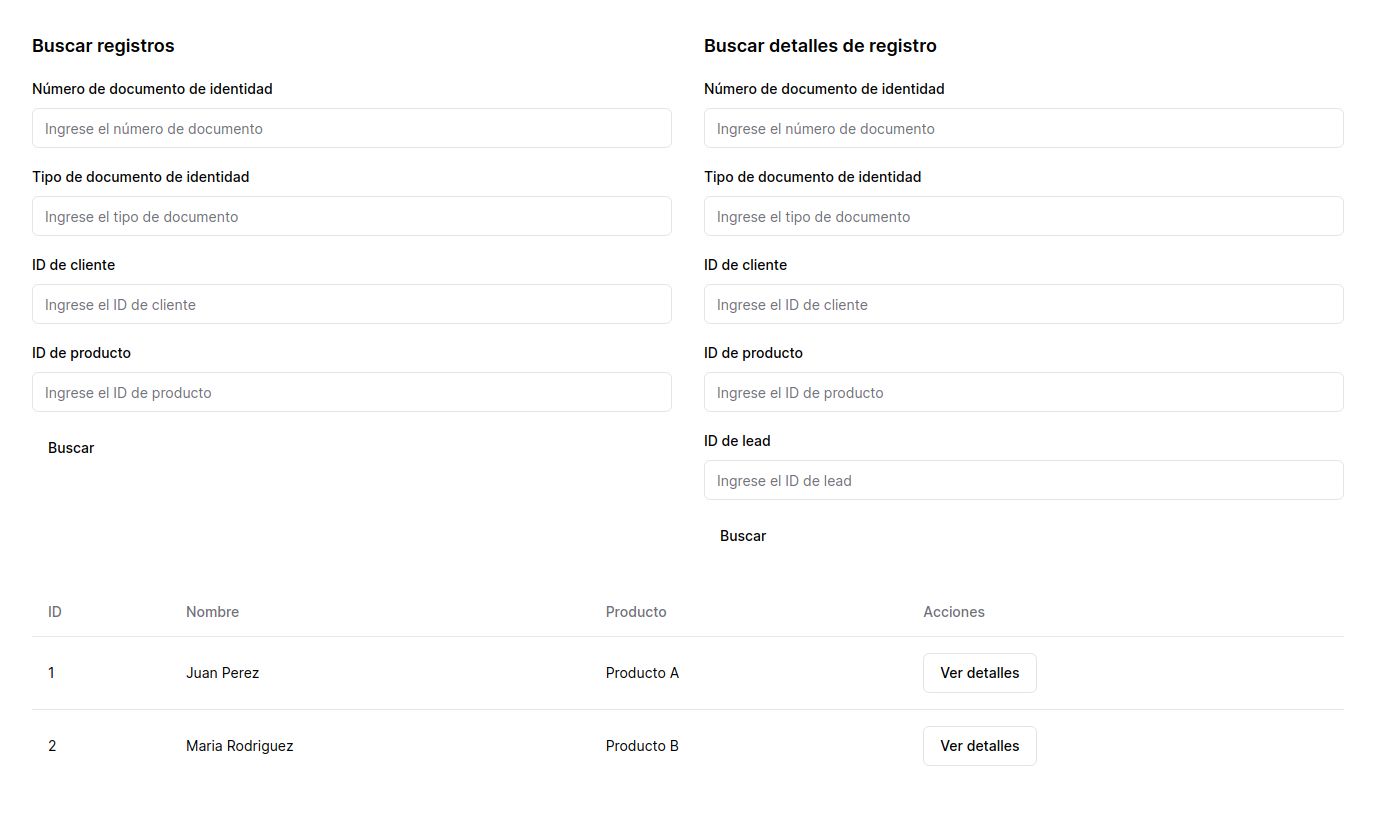 Buscar registros
Número de documento de identidad
Ingrese el número de documento
Tipo de documento de identidad
Ingrese el tipo de documento
ID de cliente
Ingrese el ID de cliente
ID de producto
Ingrese el ID de producto
Buscar
Buscar detalles de registro
Número de documento de identidad
Ingrese el número de documento
Tipo de documento de identidad
Ingrese el tipo de documento
ID de cliente
Ingrese el ID de cliente
ID de producto
Ingrese el ID de producto
ID de lead
Ingrese el ID de lead
Buscar
ID Nombre Producto Acciones
1 Juan Perez Producto A Ver detalles
2 Maria Rodriguez Producto B Ver detalles